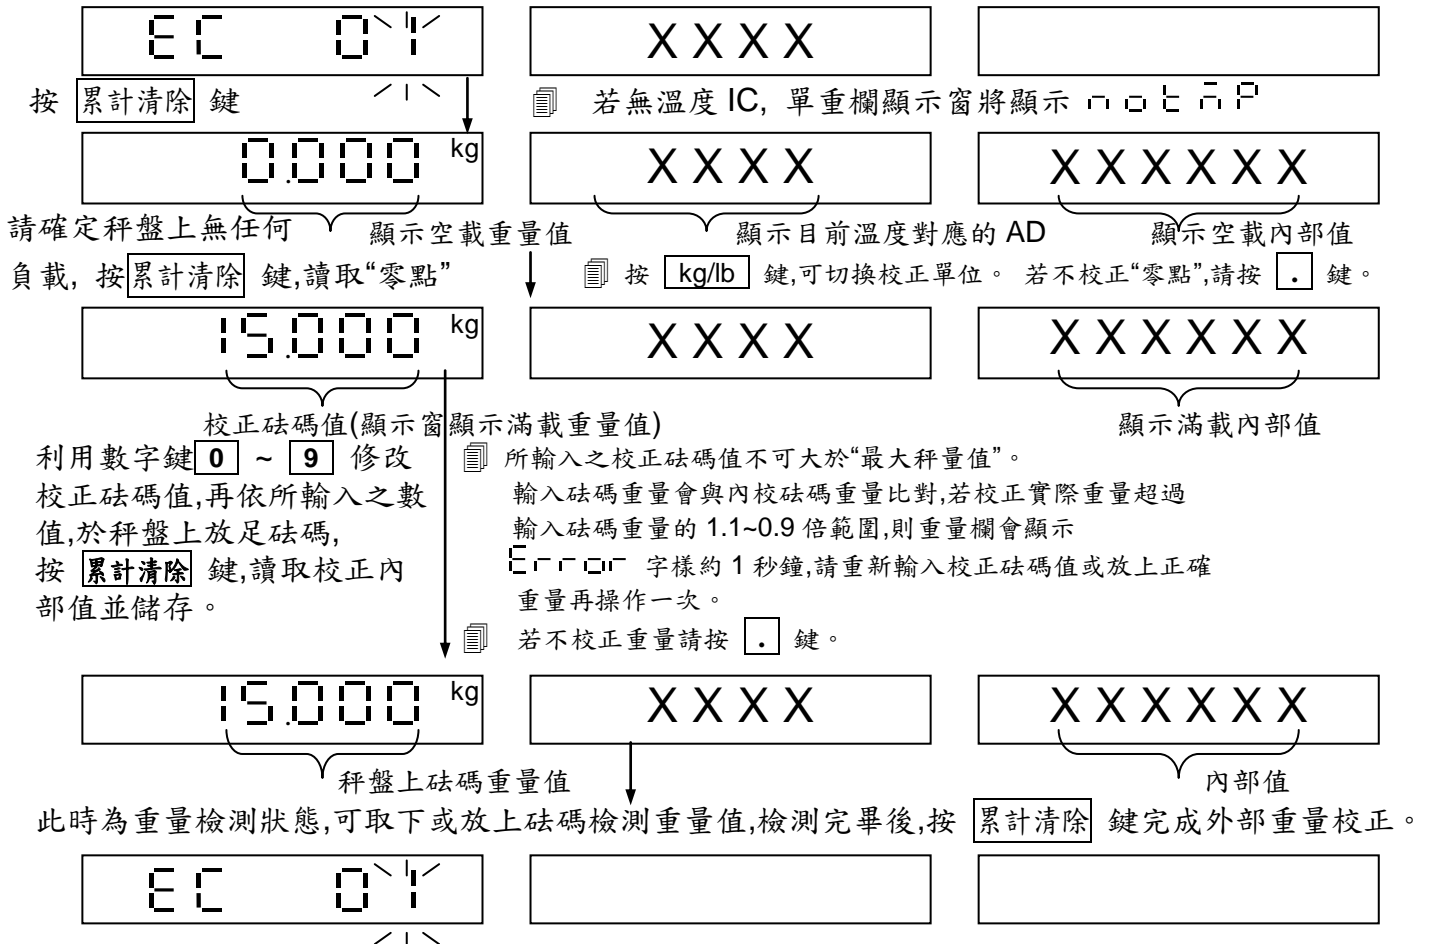 EC 01 XXXX
按 累計清除 鍵 若無溫度 IC, 單重欄顯示窗將顯示 notmP
0.000 kg XXXX XXXXXX
請確定秤盤上無任何 顯示空載重量值 顯示目前溫度對應的 AD 顯示空載內部值
負載, 按 累計清除 鍵,讀取“零點” 按 kg/lb 鍵,可切換校正單位。 若不校正“零點”,請按 . 鍵。
15.000 kg XXXX XXXXXX
校正砝碼值(顯示窗顯示滿載重量值) 顯示滿載內部值
利用數字鍵 0 ~ 9 修改
校正砝碼值,再依所輸入之數
值,於秤盤上放足砝碼,
按 累計清除 鍵,讀取校正內
部值並儲存。
所輸入之校正砝碼值不可大於“最大秤量值”。
輸入砝碼重量會與內校砝碼重量比對,若校正實際重量超過
輸入砝碼重量的 1.1~0.9 倍範圍,則重量欄會顯示
Error 字樣約 1 秒鐘,請重新輸入校正砝碼值或放上正確
重量再操作一次。
若不校正重量請按 . 鍵。
15.000 kg XXXX XXXXXX
秤盤上砝碼重量值 內部值
此時為重量檢測狀態,可取下或放上砝碼檢測重量值,檢測完畢後,按 累計清除 鍵完成外部重量校正。
EC 01